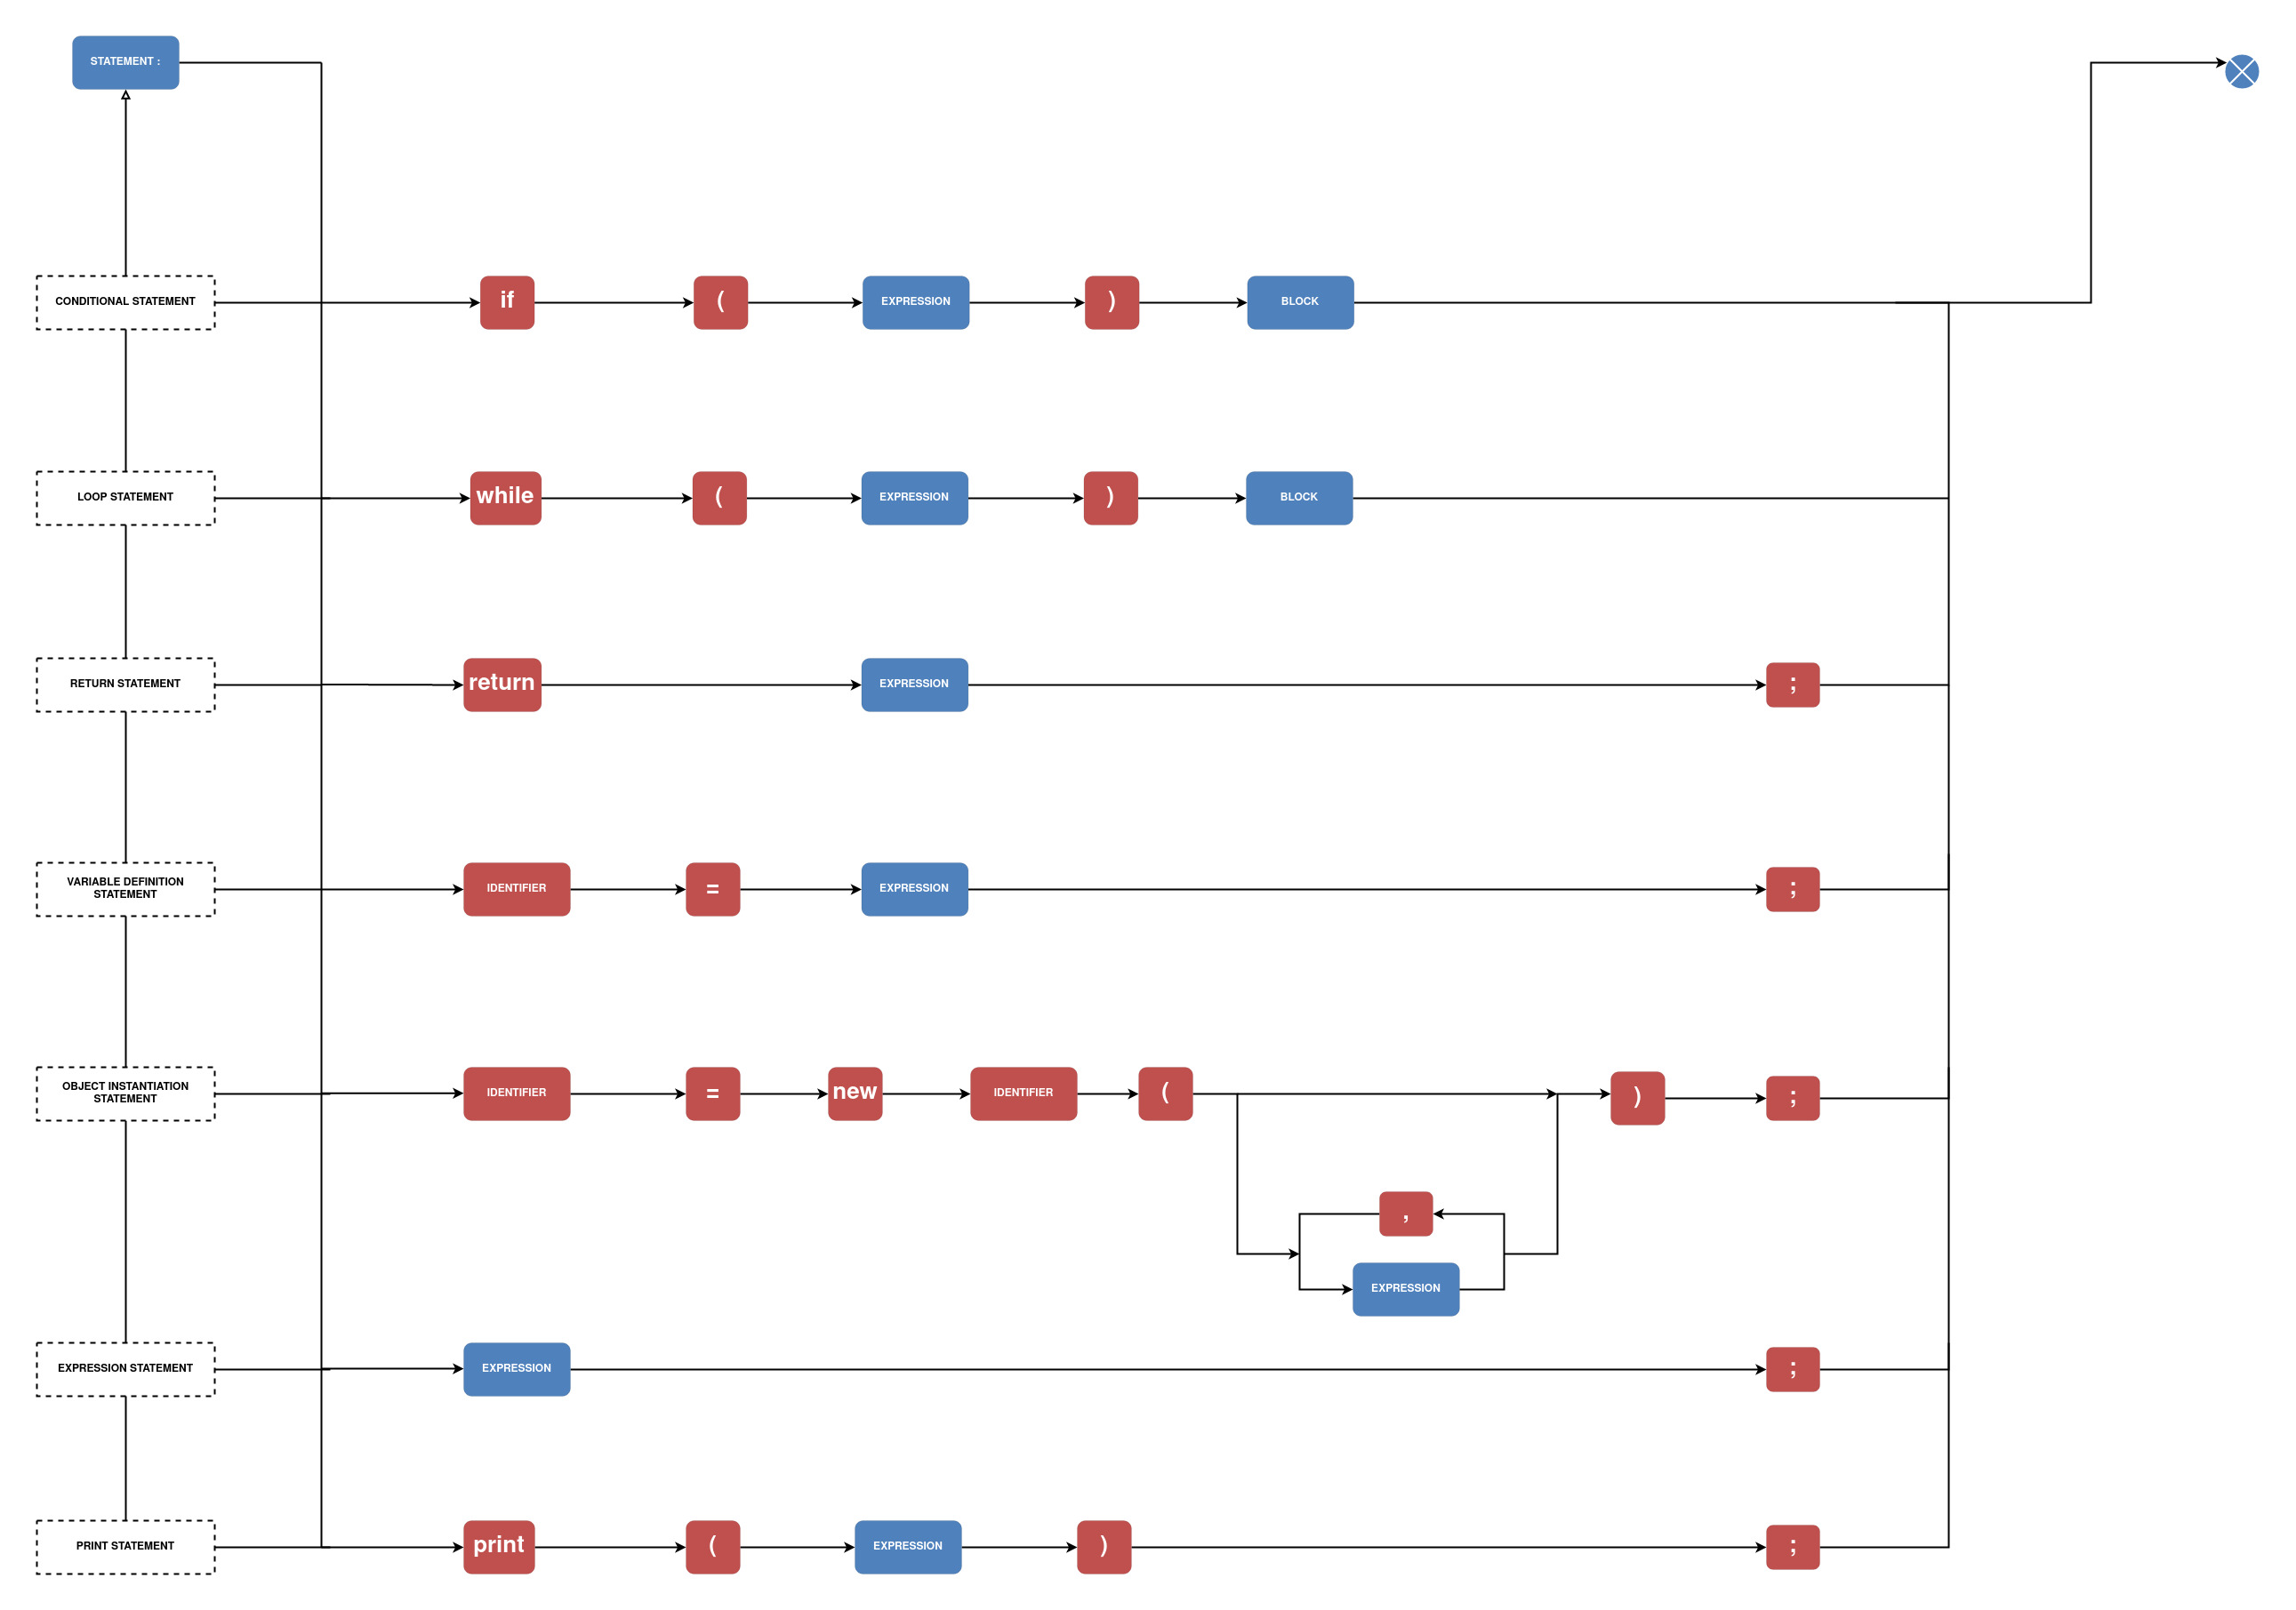 STATEMENT :
CONDITIONAL STATEMENT if ( EXPRESSION ) BLOCK
LOOP STATEMENT while ( EXPRESSION ) BLOCK
RETURN STATEMENT return EXPRESSION ;
VARIABLE DEFINITION
STATEMENT
IDENTIFIER = EXPRESSION ;
OBJECT INSTANTIATION
STATEMENT
IDENTIFIER = new IDENTIFIER ( ) ;
,
EXPRESSION
EXPRESSION STATEMENT EXPRESSION ;
PRINT STATEMENT print ( EXPRESSION ) ;